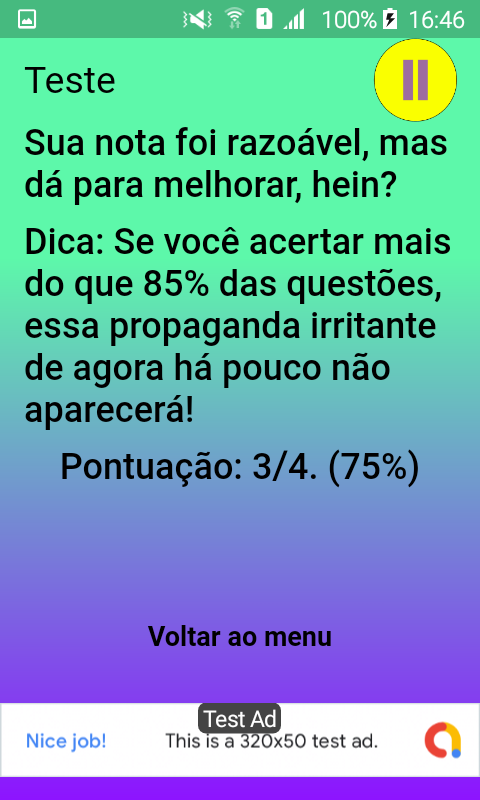 1
100%
16:46
Teste
Sua nota foi razoável, mas
dá para melhorar, hein?
Dica: Se você acertar mais
do que 85% das questões,
essa propaganda irritante
de agora há pouco não
aparecerá!
Pontuação: 3/4. (75%)
Voltar ao menu
Test Ad
Nice job!
This is a 320x50 test ad.